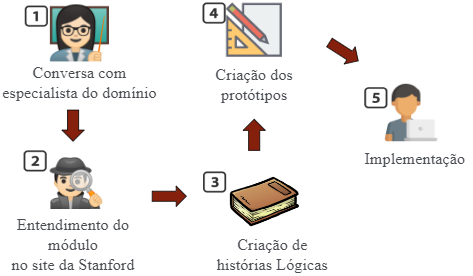 1
Conversa com
especialista do domínio
2
Entendimento do
módulo
no site da Stanford
3
Criação de
histórias Lógicas
4
Criação dos
protótipos
5
Implementação